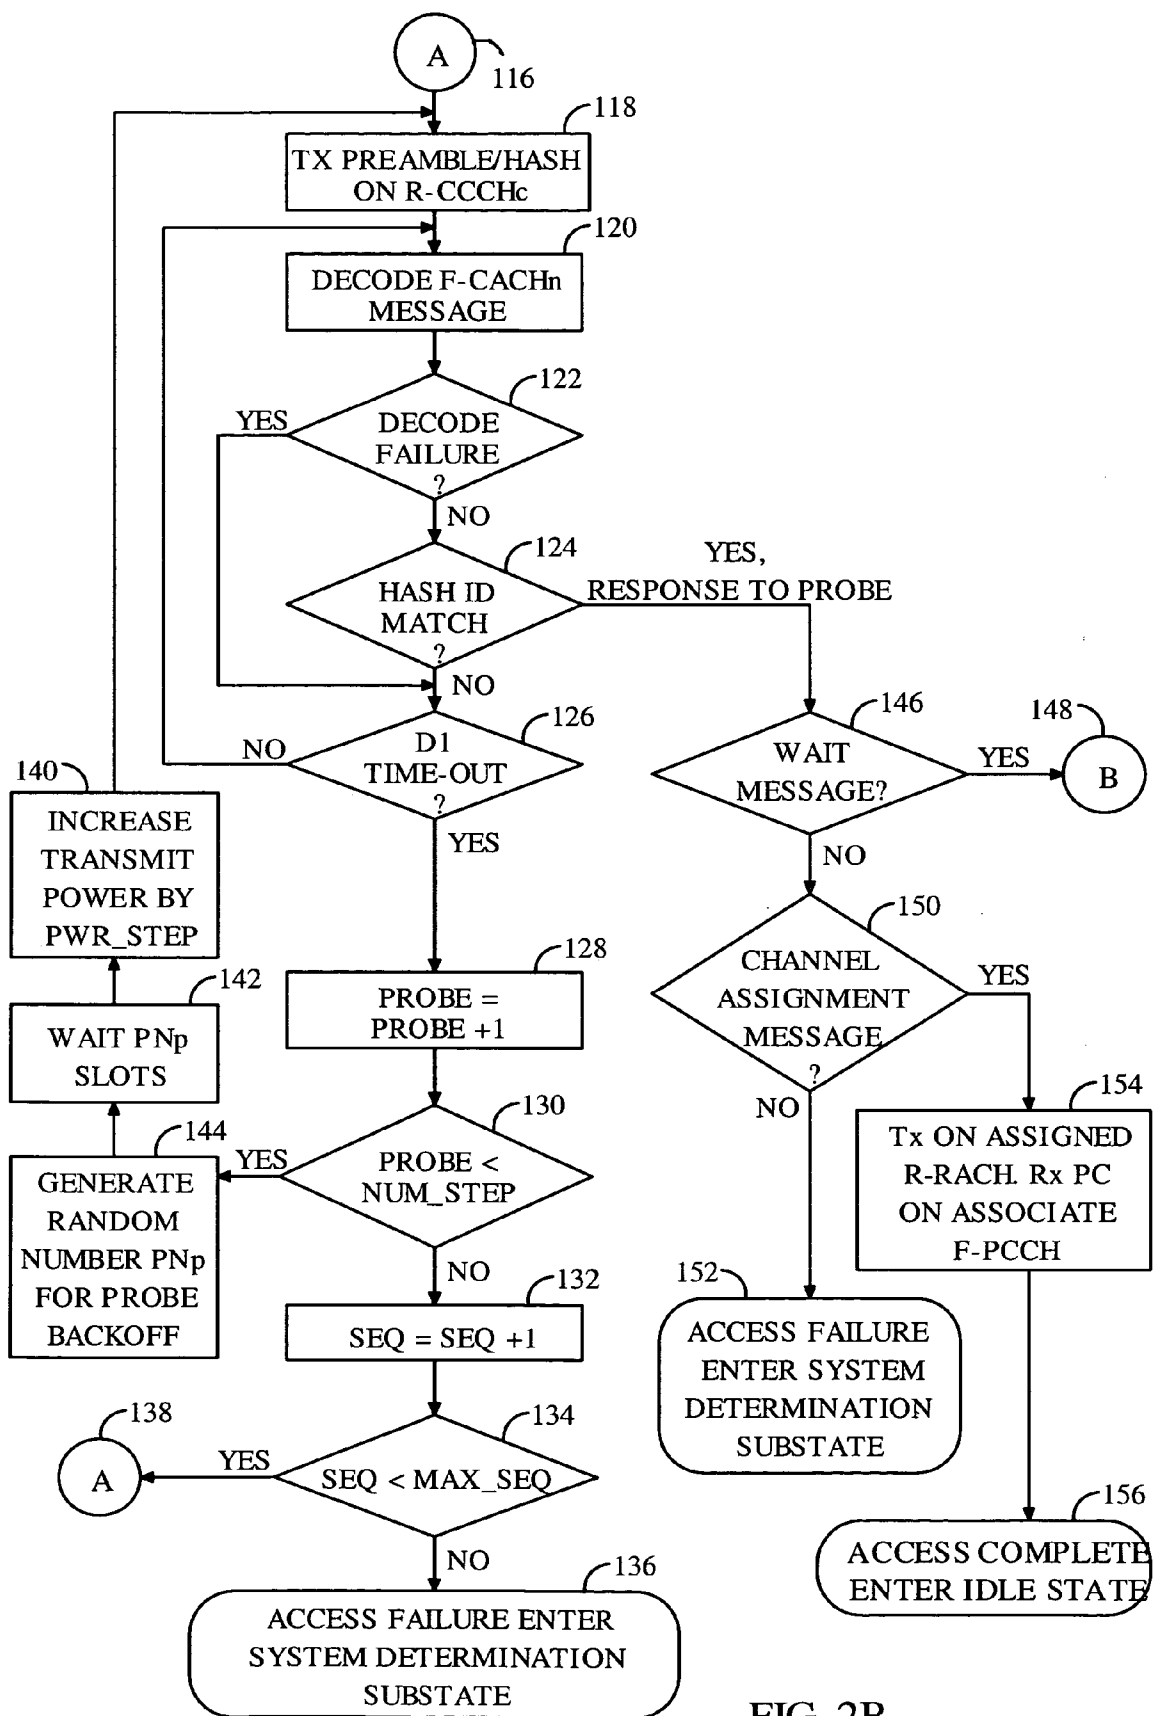 A
116
118
TX PREAMBLE/HASH
ON R-CCCHc
120
DECODE F-CACHn
MESSAGE
122
YES
DECODE
FAILURE
?
NO
124
HASH ID
MATCH
?
YES,
RESPONSE TO PROBE
NO
126
D1
TIME-OUT
?
NO
YES
146
WAIT
MESSAGE?
YES
148
B
NO
140
INCREASE
TRANSMIT
POWER BY
PWR_STEP
150
CHANNEL
ASSIGNMENT
MESSAGE
?
YES
NO
128
PROBE =
PROBE +1
142
WAIT PNp
SLOTS
130
PROBE <
NUM_STEP
YES
NO
144
GENERATE
RANDOM
NUMBER PNp
FOR PROBE
BACKOFF
154
Tx ON ASSIGNED
R-RACH. Rx PC
ON ASSOCIATE
F-PCCH
132
SEQ = SEQ +1
152
ACCESS FAILURE
ENTER SYSTEM
DETERMINATION
SUBSTATE
134
SEQ < MAX_SEQ
YES
138
A
NO
156
ACCESS COMPLETE
ENTER IDLE STATE
136
ACCESS FAILURE ENTER
SYSTEM DETERMINATION
SUBSTATE
FIG. 2B